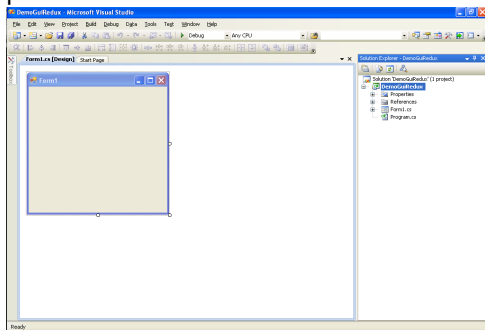 DemoGuiRedux - Microsoft Visual Studio
File Edit View Project Build Debug Data Tools Test Window Help
Debug Any CPU
Form1.cs [Design] Start Page
Toolbox
Form1
Solution Explorer - DemoGuiRedux
Solution 'DemoGuiRedux' (1 project)
DemoGuiRedux
Properties
References
Form1.cs
Program.cs
Ready